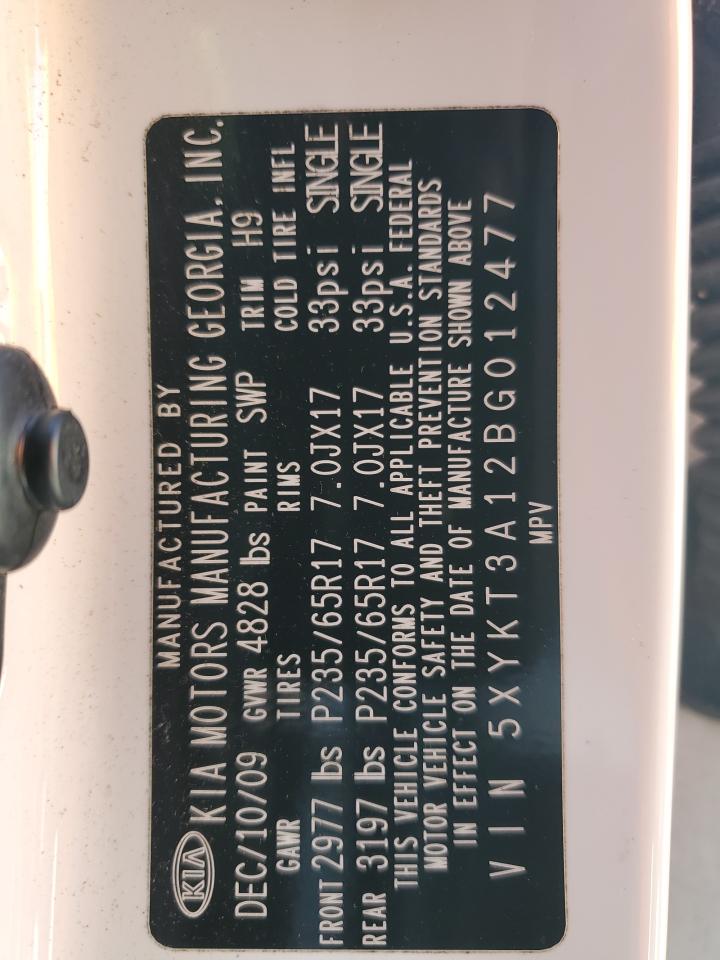 MANUFACTURED BY
KIA KIA MOTORS MANUFACTURING GEORGIA, INC.
DEC/10/09 GVWR 4828 lbs PAINT SWP TRIM H9
GAWR TIRES RIMS COLD TIRE INFL
FRONT 2977 lbs P235/65R17 7.0JX17 33psi SINGLE
REAR 3197 lbs P235/65R17 7.0JX17 33psi SINGLE
THIS VEHICLE CONFORMS TO ALL APPLICABLE U.S.A. FEDERAL
MOTOR VEHICLE SAFETY AND THEFT PREVENTION STANDARDS
IN EFFECT ON THE DATE OF MANUFACTURE SHOWN ABOVE
VIN 5XYKT3A12BG012477
MPV